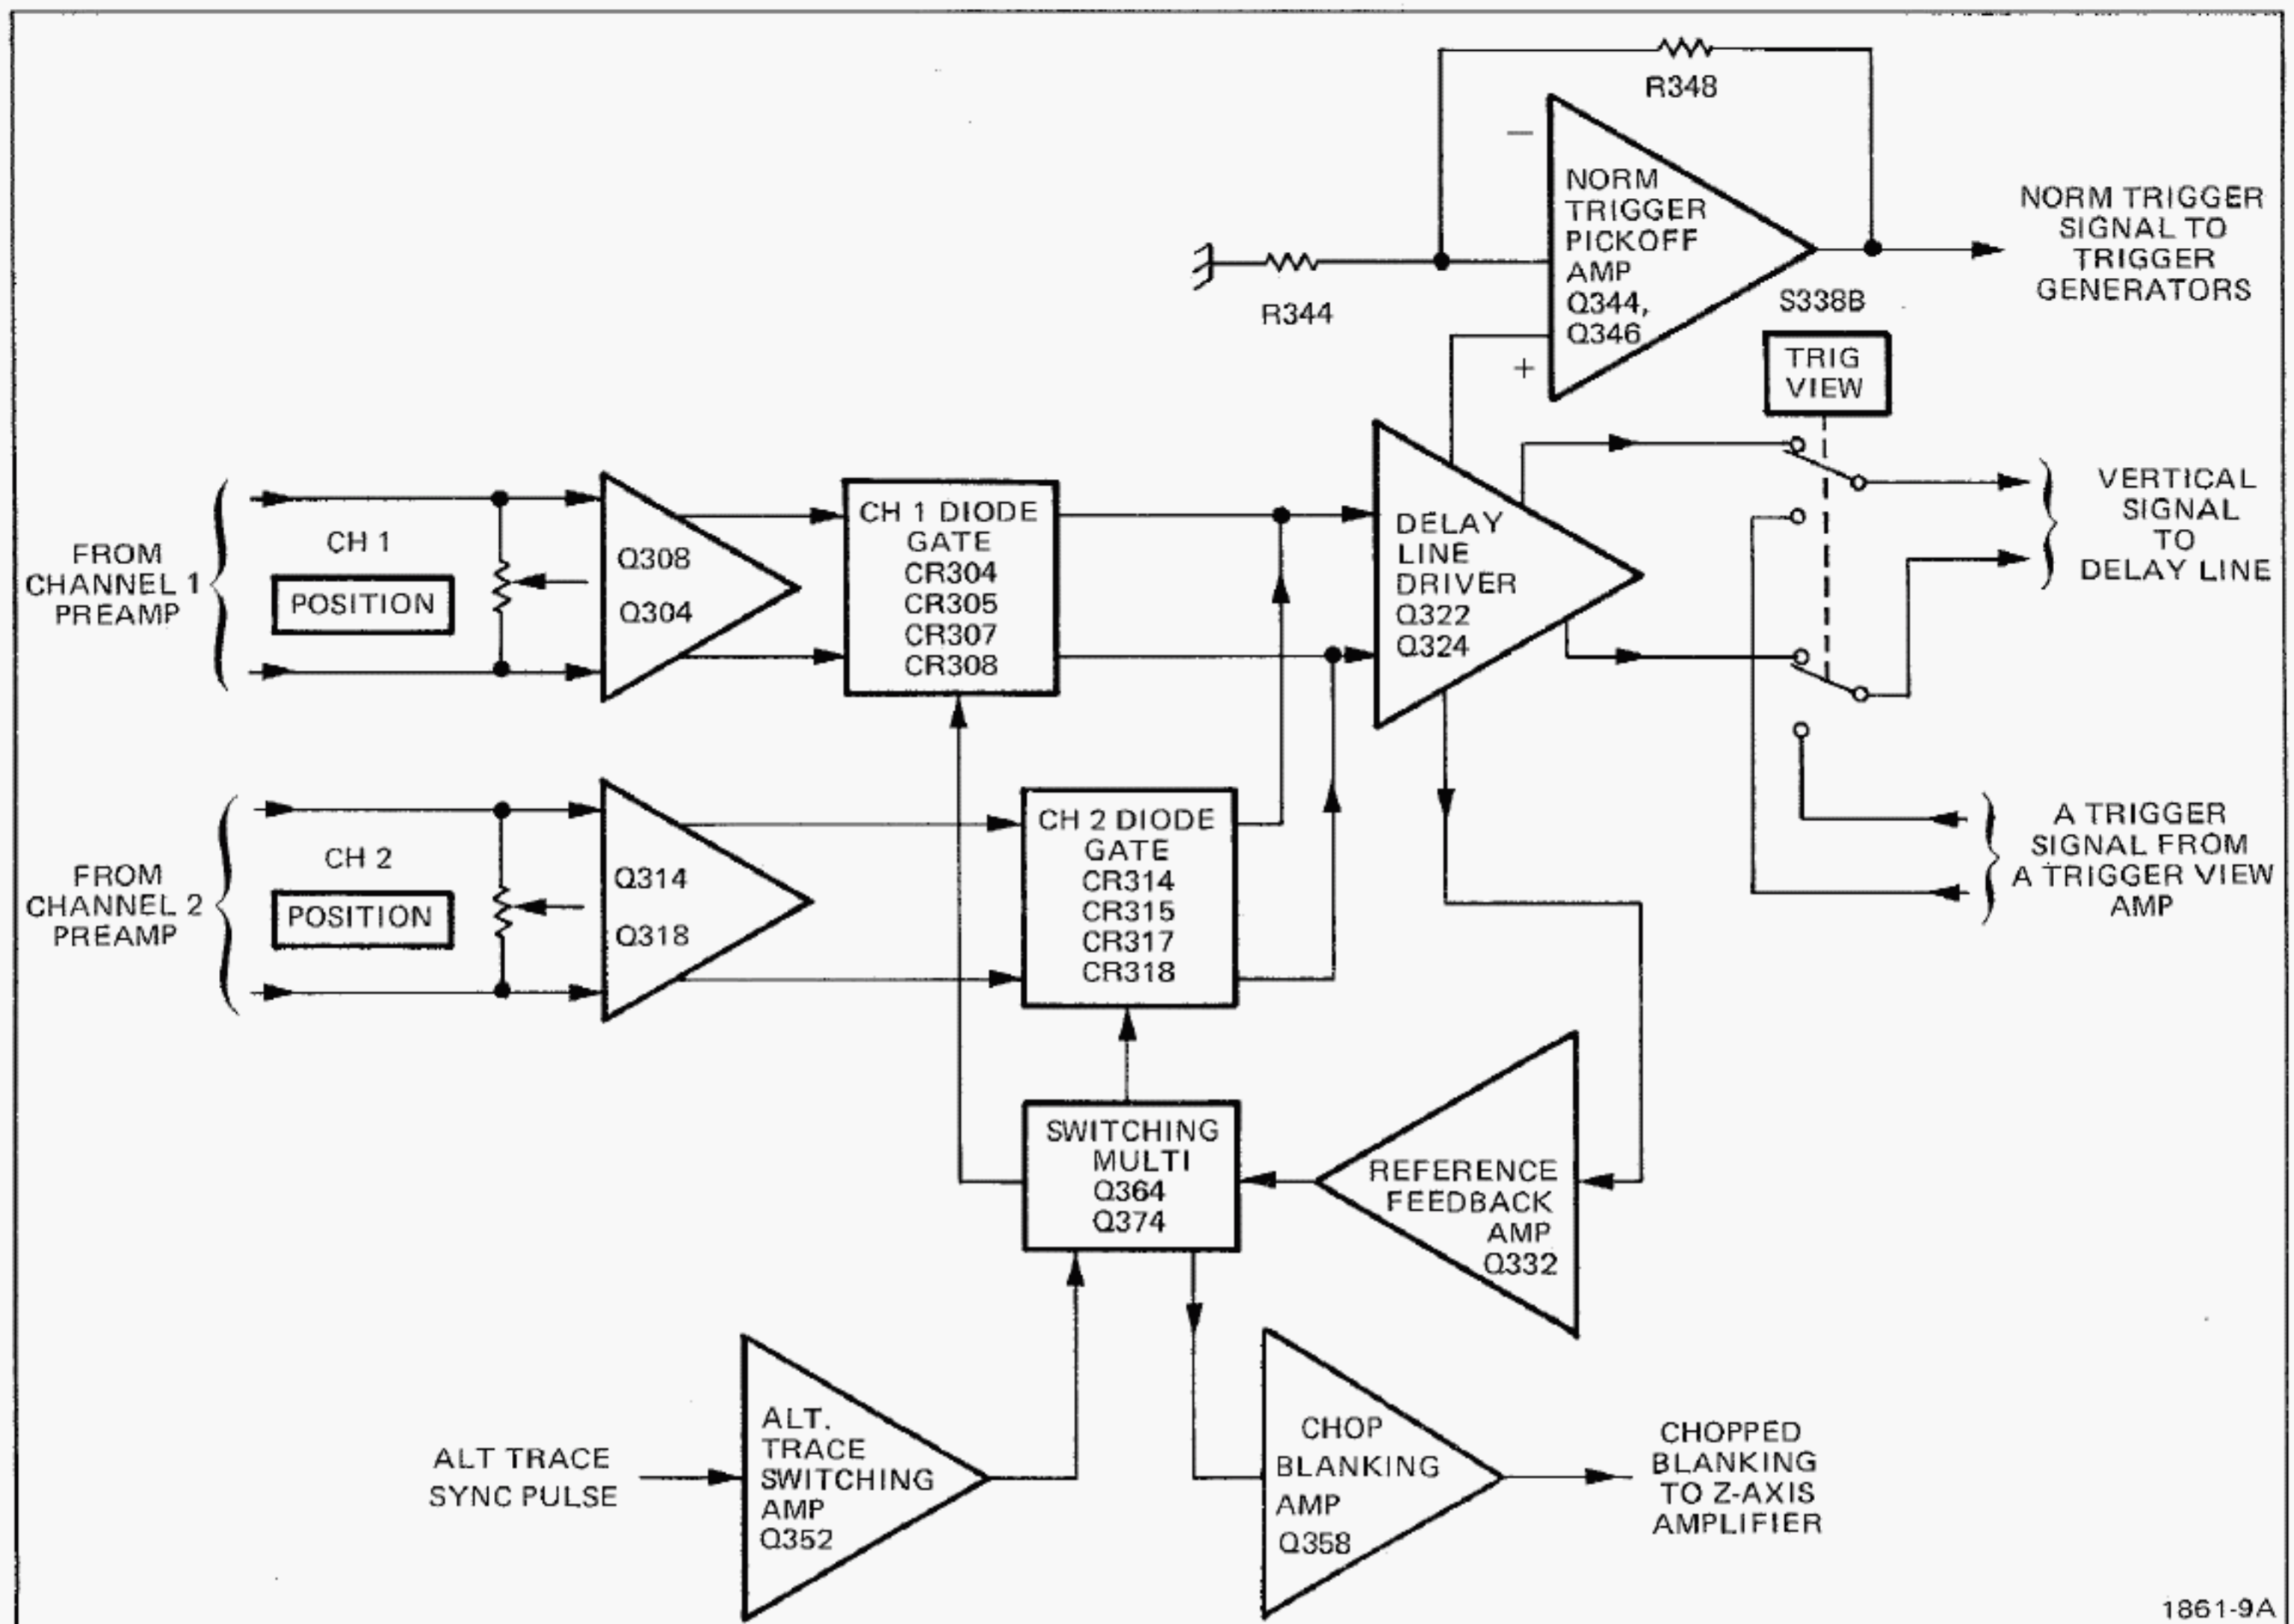 R348
−
NORM
TRIGGER
PICKOFF
AMP
Q344,
Q346
+
R344
NORM TRIGGER
SIGNAL TO
TRIGGER
GENERATORS
S338B
TRIG
VIEW
FROM
CHANNEL 1
PREAMP
CH 1
POSITION
Q308
Q304
CH 1 DIODE
GATE
CR304
CR305
CR307
CR308
DELAY
LINE
DRIVER
Q322
Q324
VERTICAL
SIGNAL
TO
DELAY LINE
FROM
CHANNEL 2
PREAMP
CH 2
POSITION
Q314
Q318
CH 2 DIODE
GATE
CR314
CR315
CR317
CR318
A TRIGGER
SIGNAL FROM
A TRIGGER VIEW
AMP
SWITCHING
MULTI
Q364
Q374
REFERENCE
FEEDBACK
AMP
Q332
ALT TRACE
SYNC PULSE
ALT.
TRACE
SWITCHING
AMP
Q352
CHOP
BLANKING
AMP
Q358
CHOPPED
BLANKING
TO Z-AXIS
AMPLIFIER
1861-9A